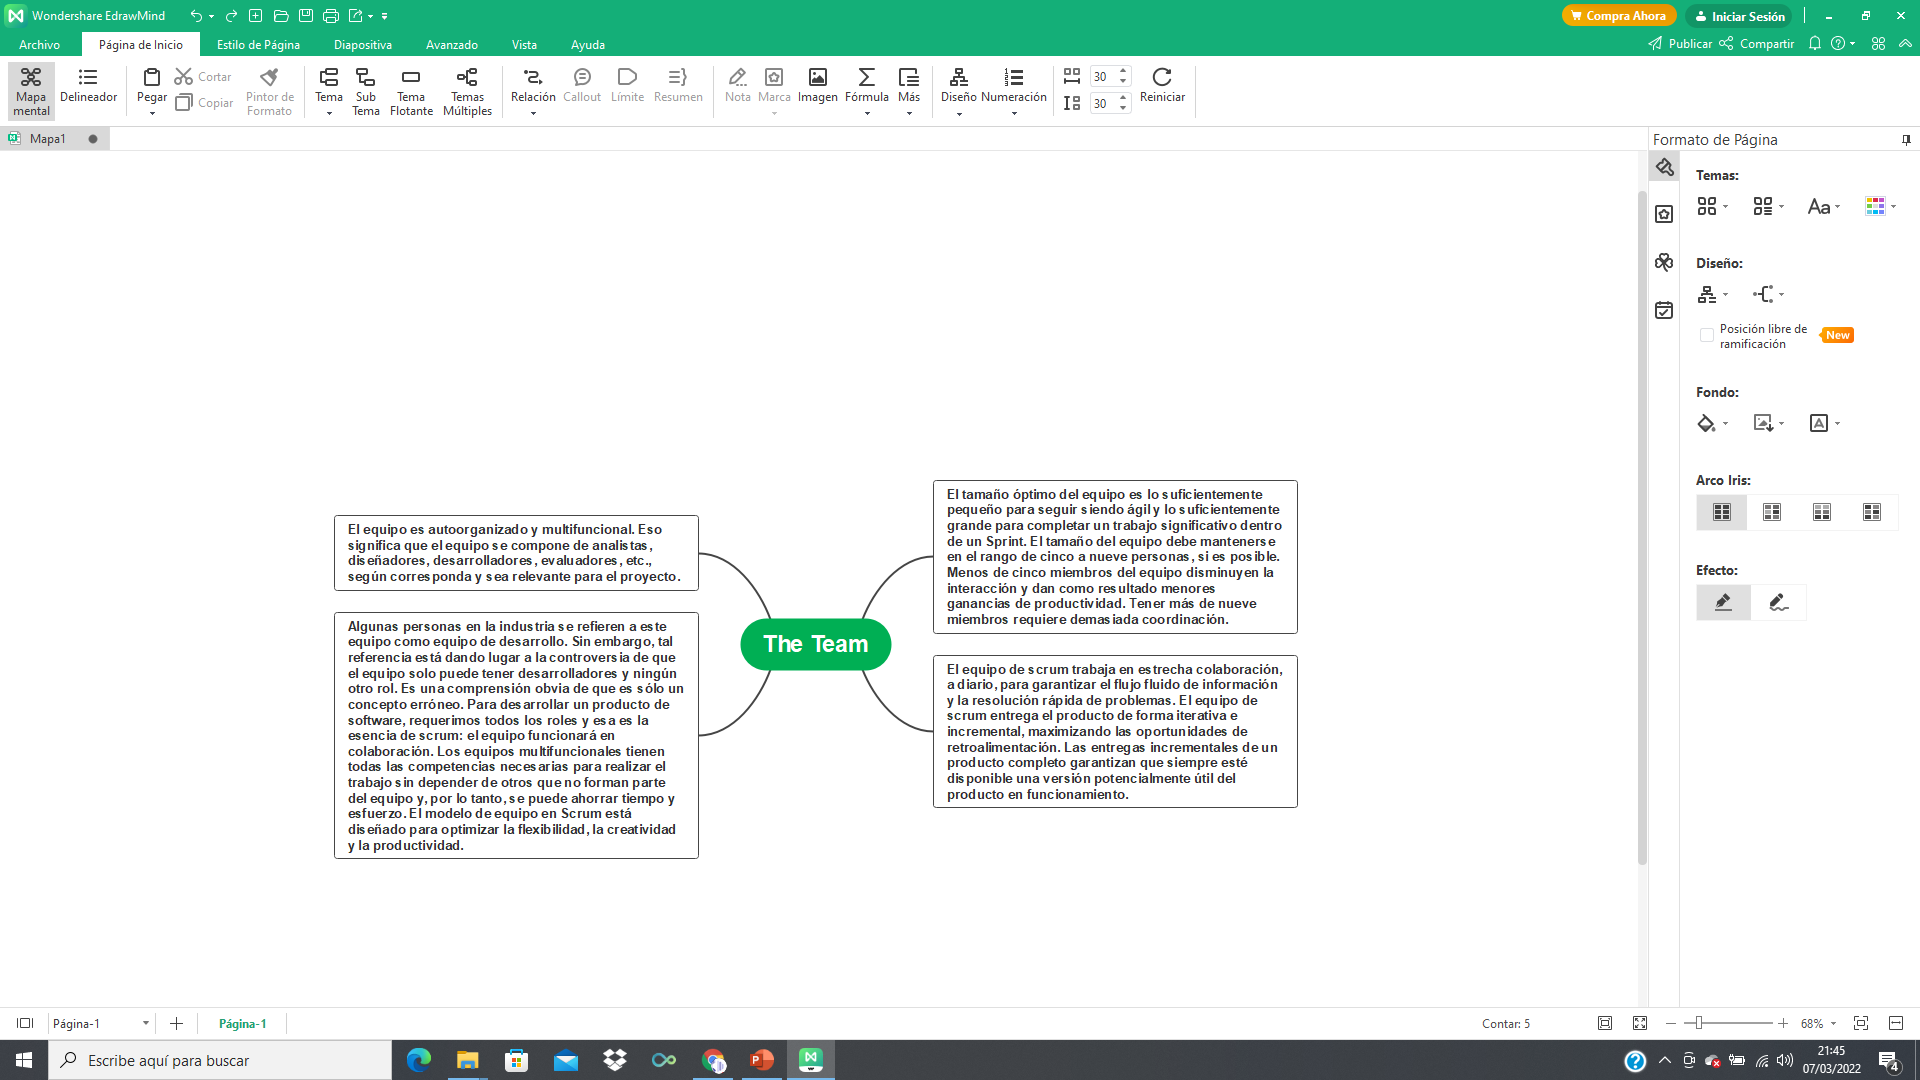 Wondershare EdrawMind
Compra Ahora
Iniciar Sesión
Archivo
Página de Inicio
Estilo de Página
Diapositiva
Avanzado
Vista
Ayuda
Publicar
Compartir
Mapa
mental
Delineador
Pegar
Cortar
Copiar
Pintor de
Formato
Tema
Sub
Tema
Tema
Flotante
Temas
Múltiples
Relación
Callout
Límite
Resumen
Nota
Marca
Imagen
Fórmula
Más
Diseño
Numeración
30
30
Reiniciar
Mapa1
Formato de Página
Temas:
Aa
Diseño:
Posición libre de
ramificación
New
Fondo:
Arco Iris:
Efecto:
El equipo es autoorganizado y multifuncional. Eso
significa que el equipo se compone de analistas,
diseñadores, desarrolladores, evaluadores, etc.,
según corresponda y sea relevante para el proyecto.
Algunas personas en la industria se refieren a este
equipo como equipo de desarrollo. Sin embargo, tal
referencia está dando lugar a la controversia de que
el equipo solo puede tener desarrolladores y ningún
otro rol. Es una comprensión obvia de que es sólo un
concepto erróneo. Para desarrollar un producto de
software, requerimos todos los roles y esa es la
esencia de scrum: el equipo funcionará en
colaboración. Los equipos multifuncionales tienen
todas las competencias necesarias para realizar el
trabajo sin depender de otros que no forman parte
del equipo y, por lo tanto, se puede ahorrar tiempo y
esfuerzo. El modelo de equipo en Scrum está
diseñado para optimizar la flexibilidad, la creatividad
y la productividad.
The Team
El tamaño óptimo del equipo es lo suficientemente
pequeño para seguir siendo ágil y lo suficientemente
grande para completar un trabajo significativo dentro
de un Sprint. El tamaño del equipo debe mantenerse
en el rango de cinco a nueve personas, si es posible.
Menos de cinco miembros del equipo disminuyen la
interacción y dan como resultado menores
ganancias de productividad. Tener más de nueve
miembros requiere demasiada coordinación.
El equipo de scrum trabaja en estrecha colaboración,
a diario, para garantizar el flujo fluido de información
y la resolución rápida de problemas. El equipo de
scrum entrega el producto de forma iterativa e
incremental, maximizando las oportunidades de
retroalimentación. Las entregas incrementales de un
producto completo garantizan que siempre esté
disponible una versión potencialmente útil del
producto en funcionamiento.
Página-1
Página-1
Contar: 5
68%
Escribe aquí para buscar
21:45
07/03/2022
4